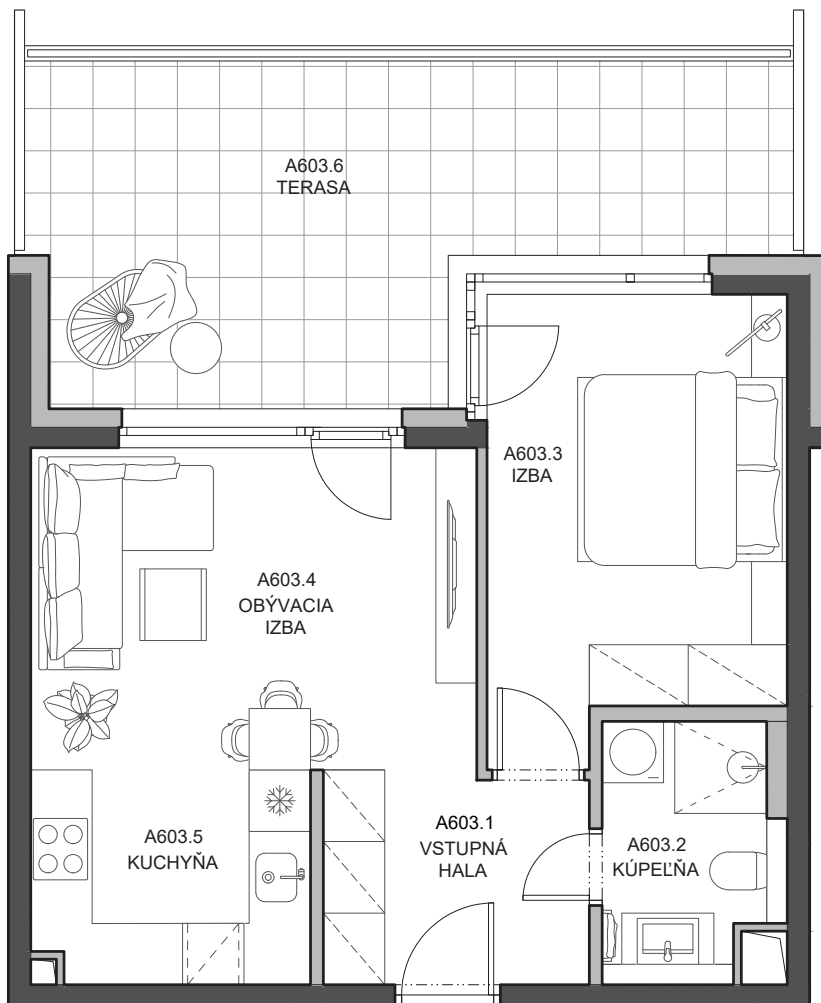 A603.6
TERASA
A603.3
IZBA
A603.4
OBÝVACIA
IZBA
A603.5
KUCHYŇA
A603.1
VSTUPNÁ
HALA
A603.2
KÚPEĽŇA